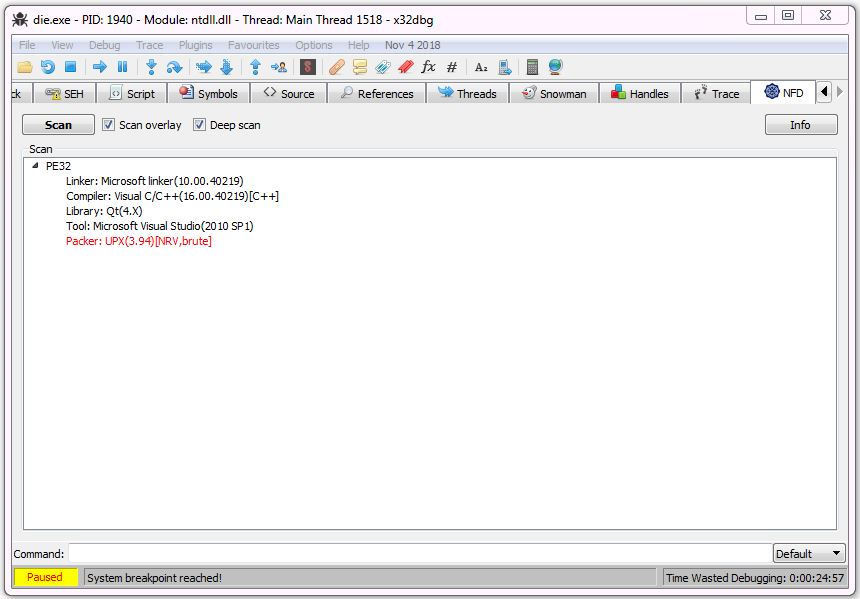 die.exe - PID: 1940 - Module: ntdll.dll - Thread: Main Thread 1518 - x32dbg
File View Debug Trace Plugins Favourites Options Help Nov 4 2018
S fx # A₂
ck SEH Script Symbols Source References Threads Snowman Handles Trace NFD
Scan Scan overlay Deep scan Info
Scan
PE32
Linker: Microsoft linker(10.00.40219)
Compiler: Visual C/C++(16.00.40219)[C++]
Library: Qt(4.X)
Tool: Microsoft Visual Studio(2010 SP1)
Packer: UPX(3.94)[NRV,brute]
Command: Default
Paused System breakpoint reached! Time Wasted Debugging: 0:00:24:57